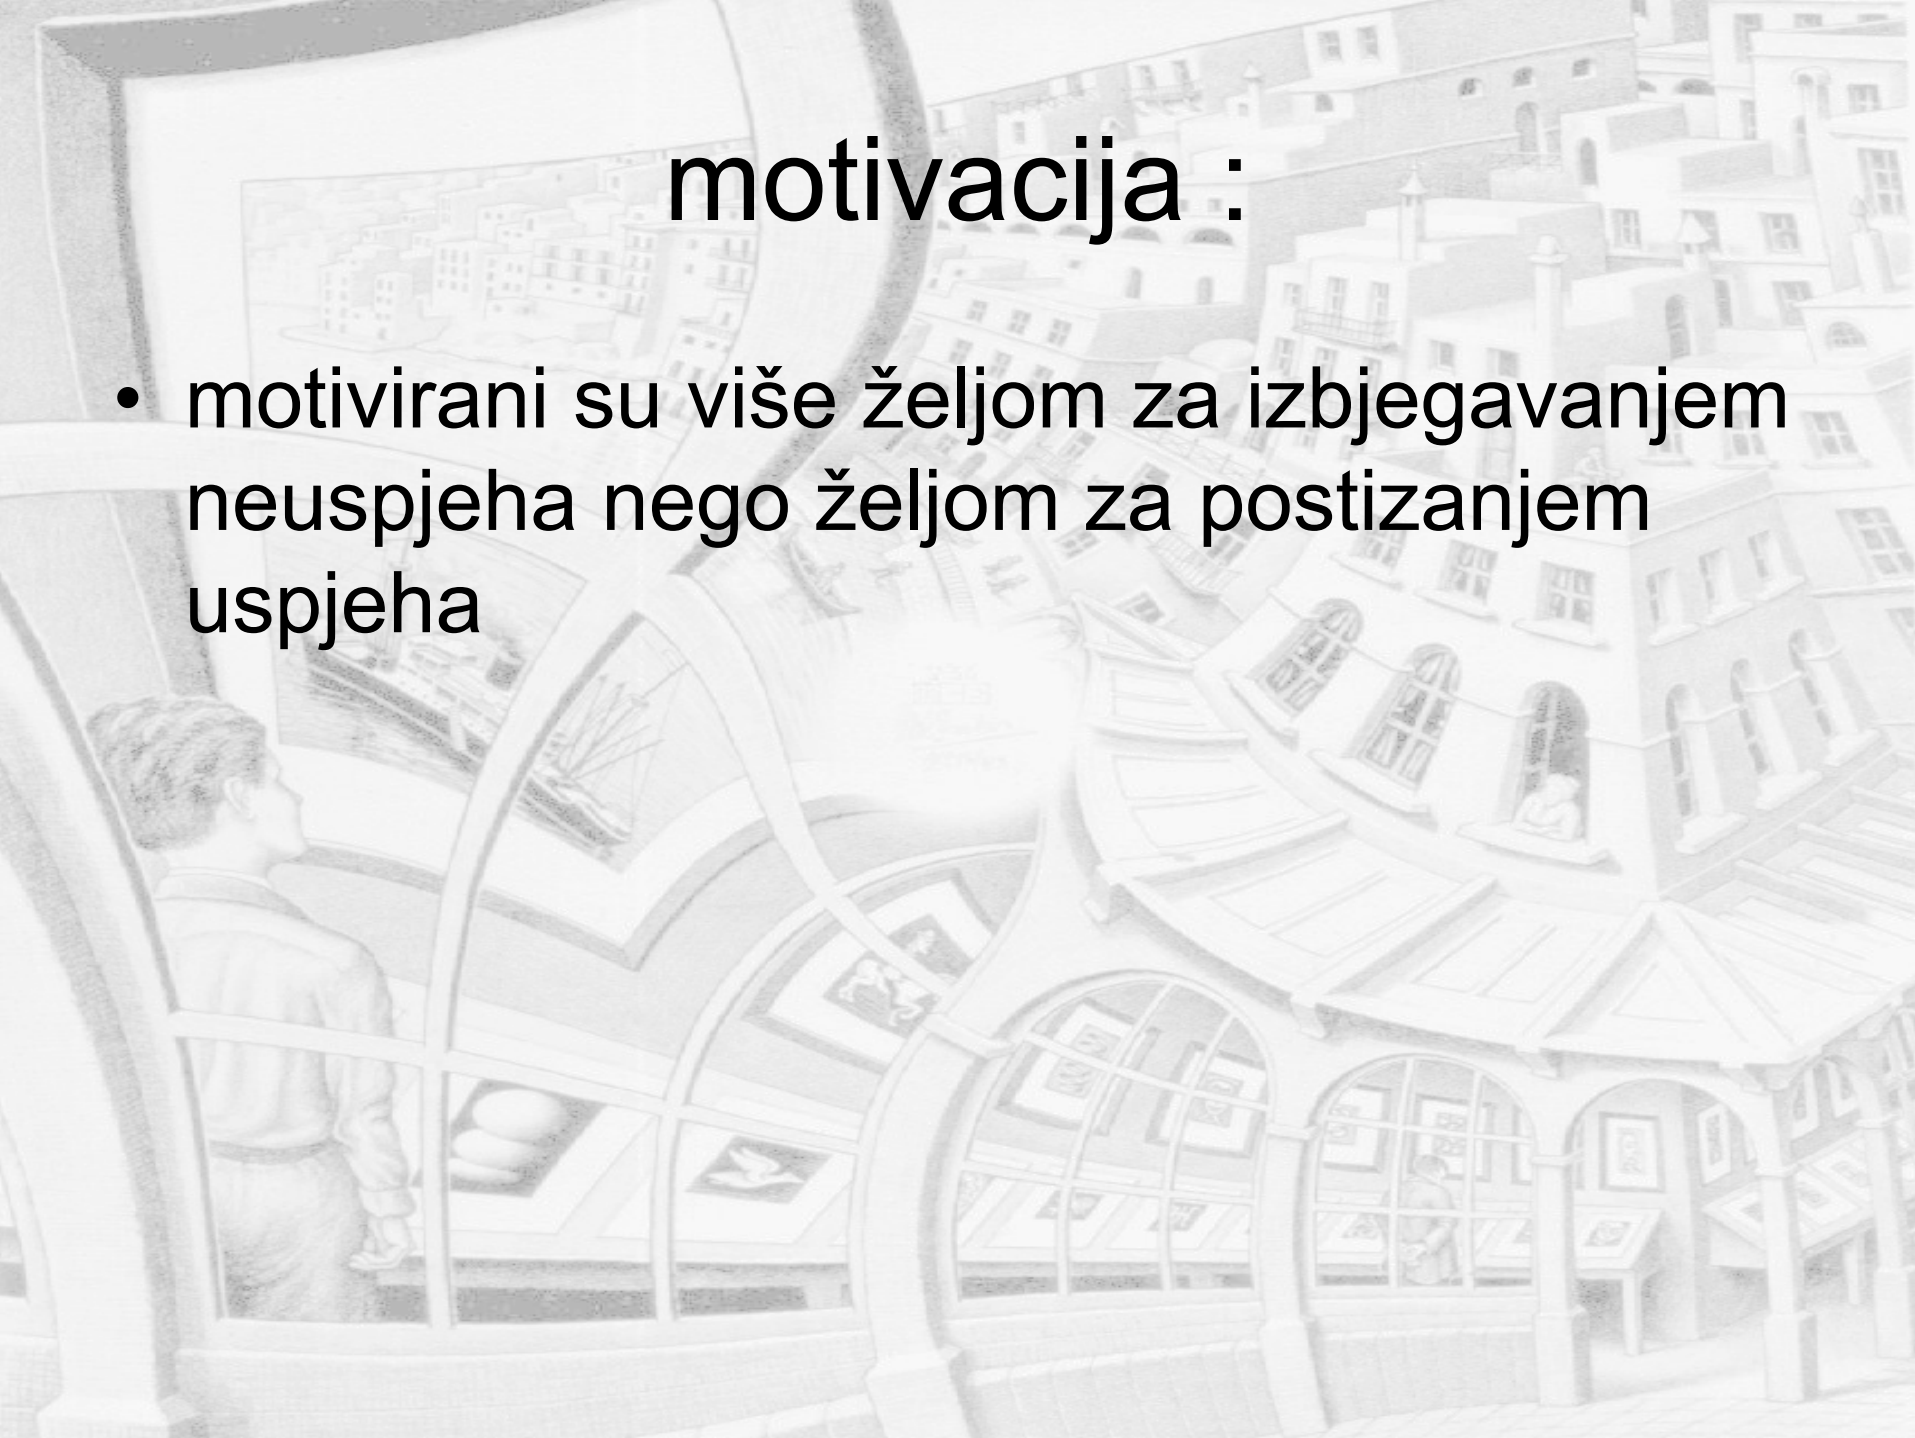 motivacija :
• motivirani su više željom za izbjegavanjem
neuspjeha nego željom za postizanjem
uspjeha